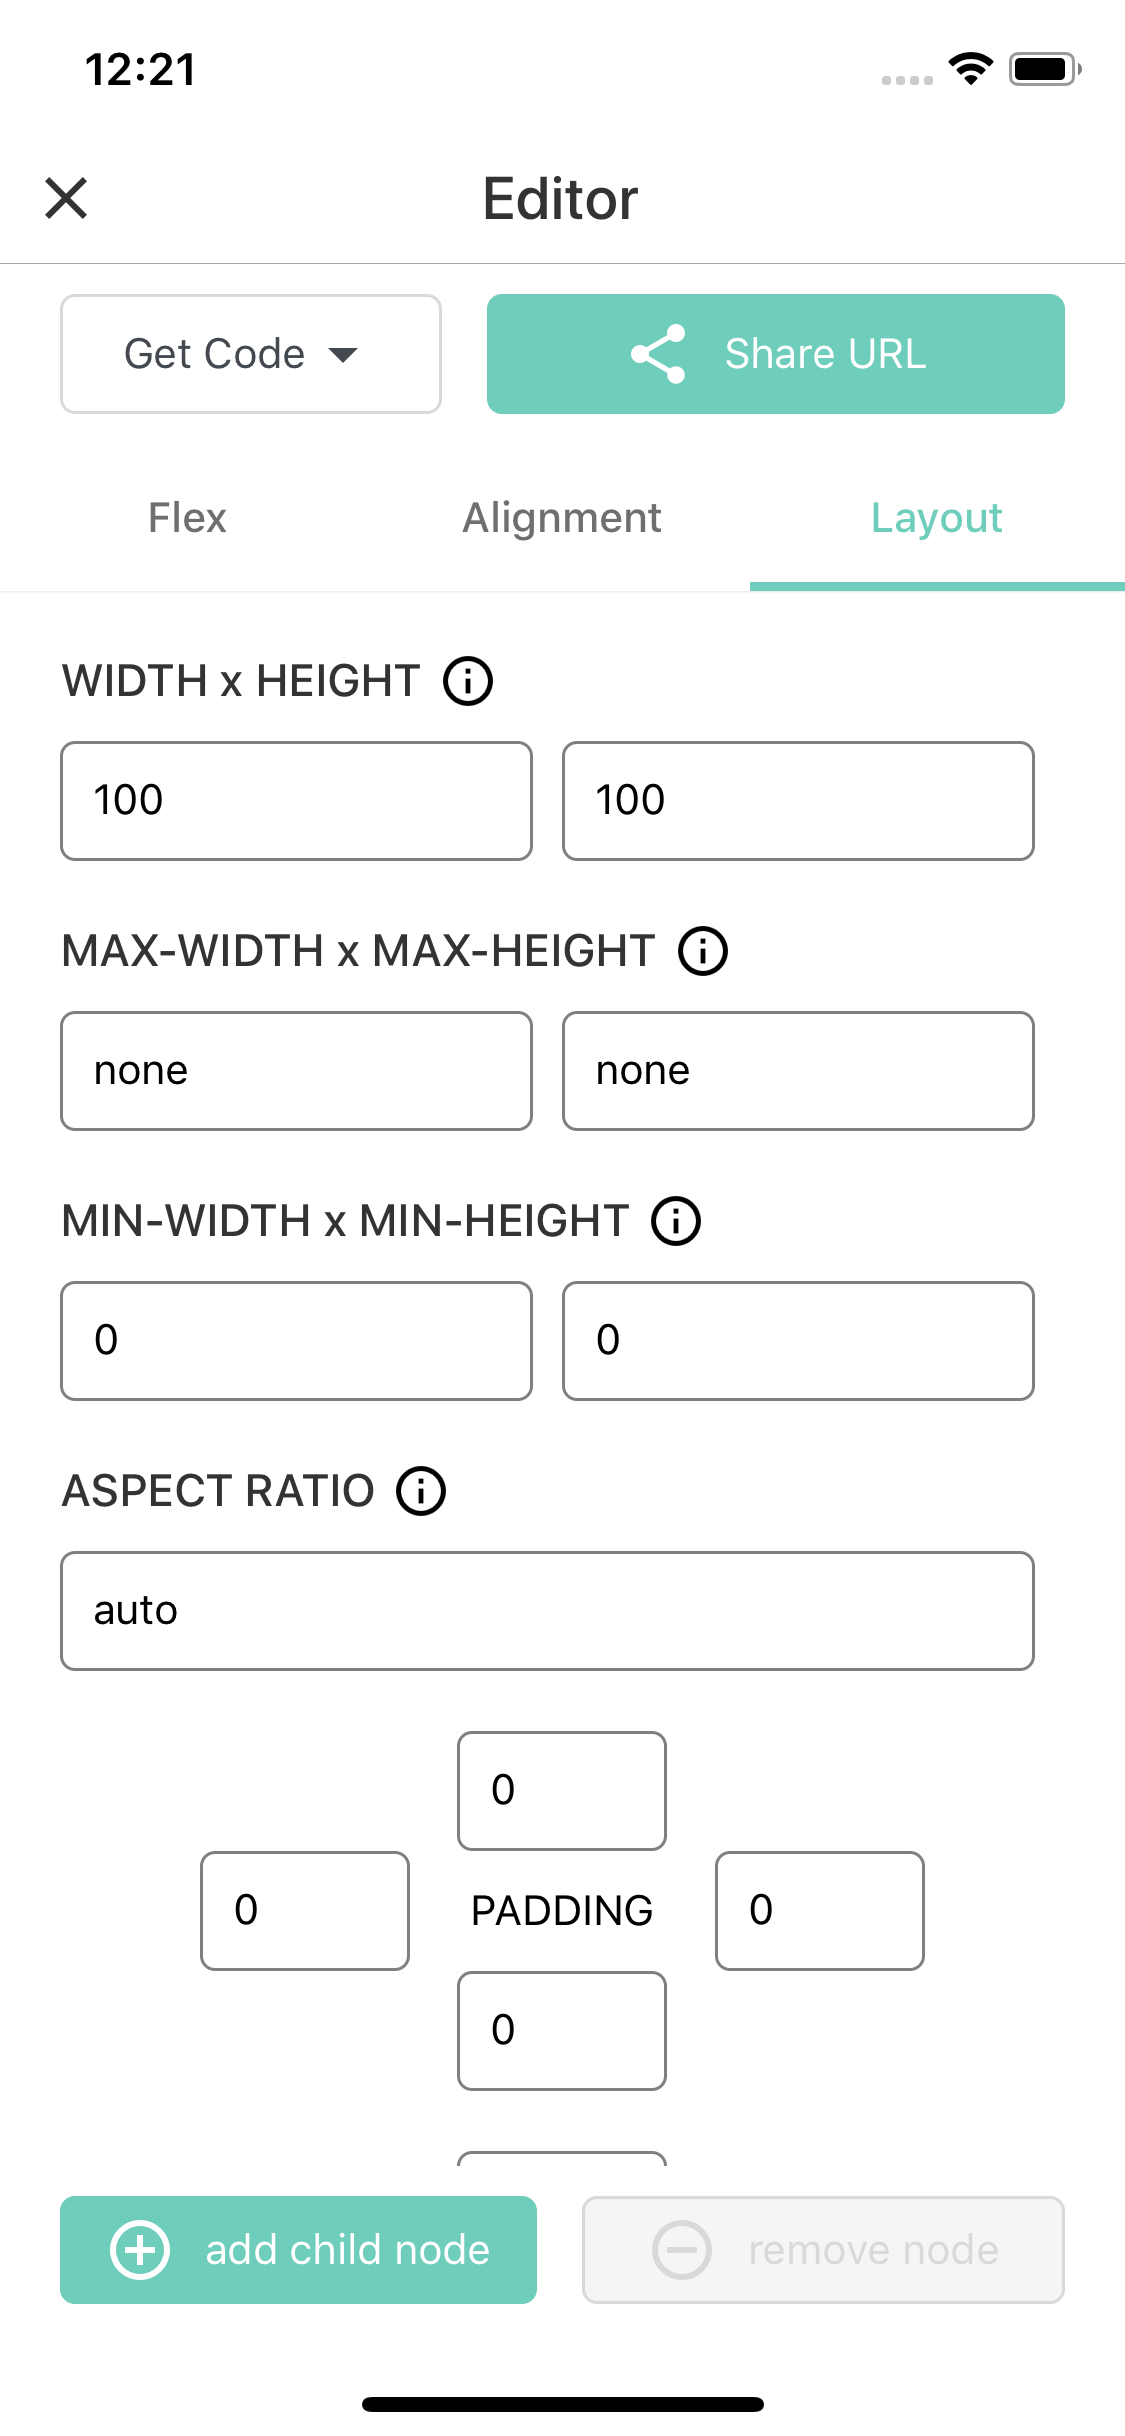 12:21
Editor
Get Code
Share URL
Flex
Alignment
Layout
WIDTH x HEIGHT
100
100
MAX-WIDTH x MAX-HEIGHT
none
none
MIN-WIDTH x MIN-HEIGHT
0
0
ASPECT RATIO
auto
0
0
PADDING
0
0
add child node
remove node